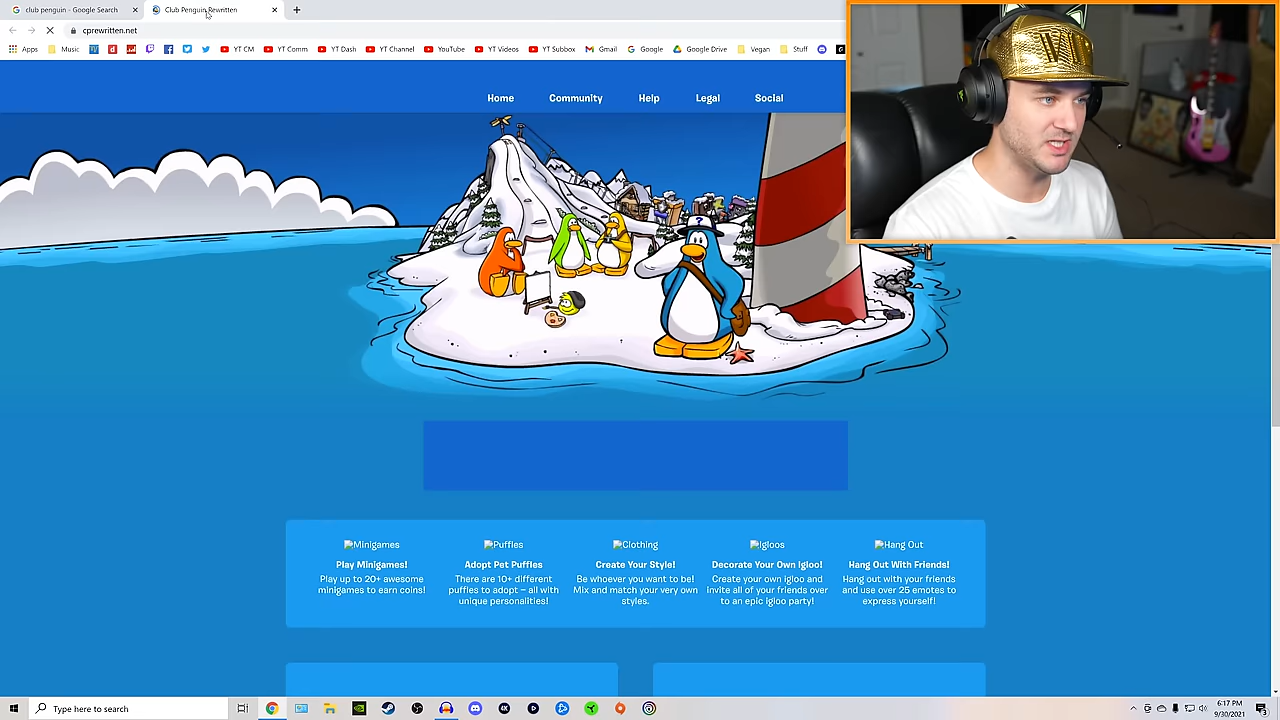 club penguin - Google Search
Club Penguin Rewritten
cprewritten.net
Apps Music YT CM YT Comm YT Dash YT Channel YouTube YT Videos YT Subbox Gmail Google Google Drive Vegan Stuff
Home Community Help Legal Social
?
Minigames Puffles Clothing Igloos Hang Out
Play Minigames!
Play up to 20+ awesome
minigames to earn coins!
Adopt Pet Puffles
There are 10+ different
puffles to adopt – all with
unique personalities!
Create Your Style!
Be whoever you want to be!
Mix and match your very own
styles.
Decorate Your Own Igloo!
Create your own igloo and
invite all of your friends over
to an epic igloo party!
Hang Out With Friends!
Hang out with your friends
and use over 25 emotes to
express yourself!
Type here to search
6:17 PM
9/30/2021